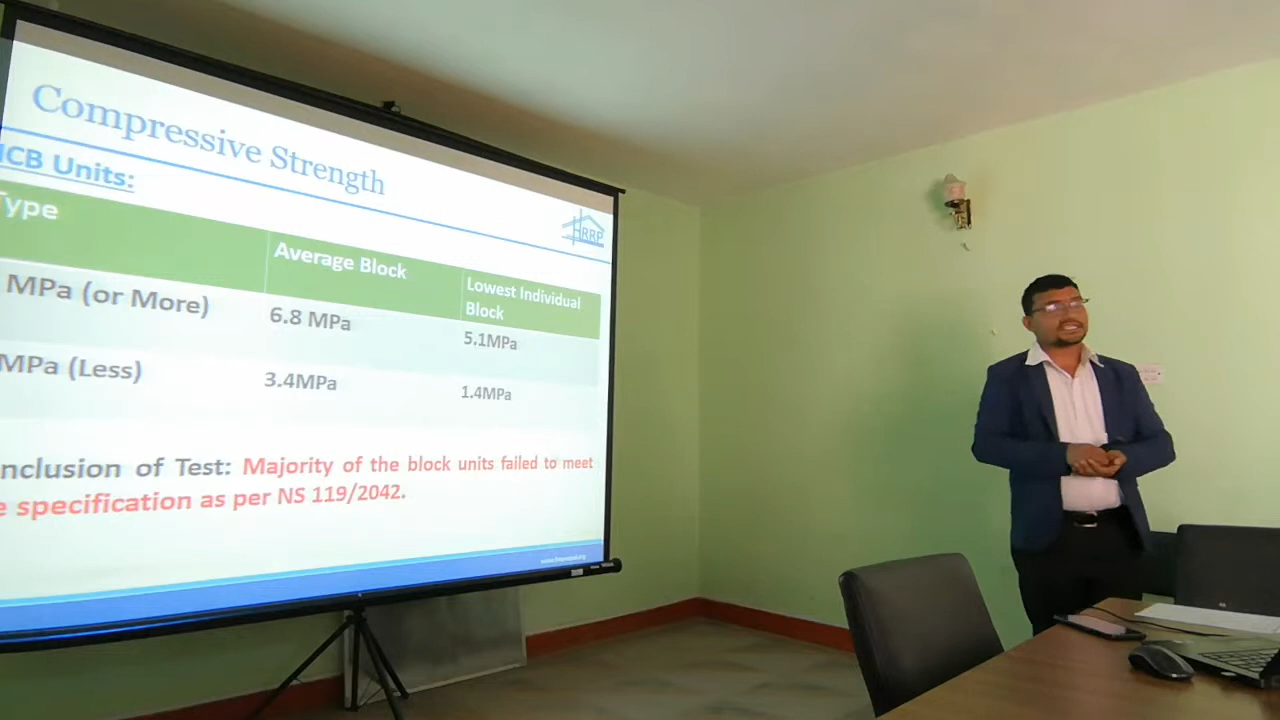 Compressive Strength
CB Units:
HRRP
Type
Average Block
Lowest Individual
Block
MPa (or More)
6.8 MPa
5.1MPa
MPa (Less)
3.4MPa
1.4MPa
nclusion of Test: Majority of the block units failed to meet
e specification as per NS 119/2042.